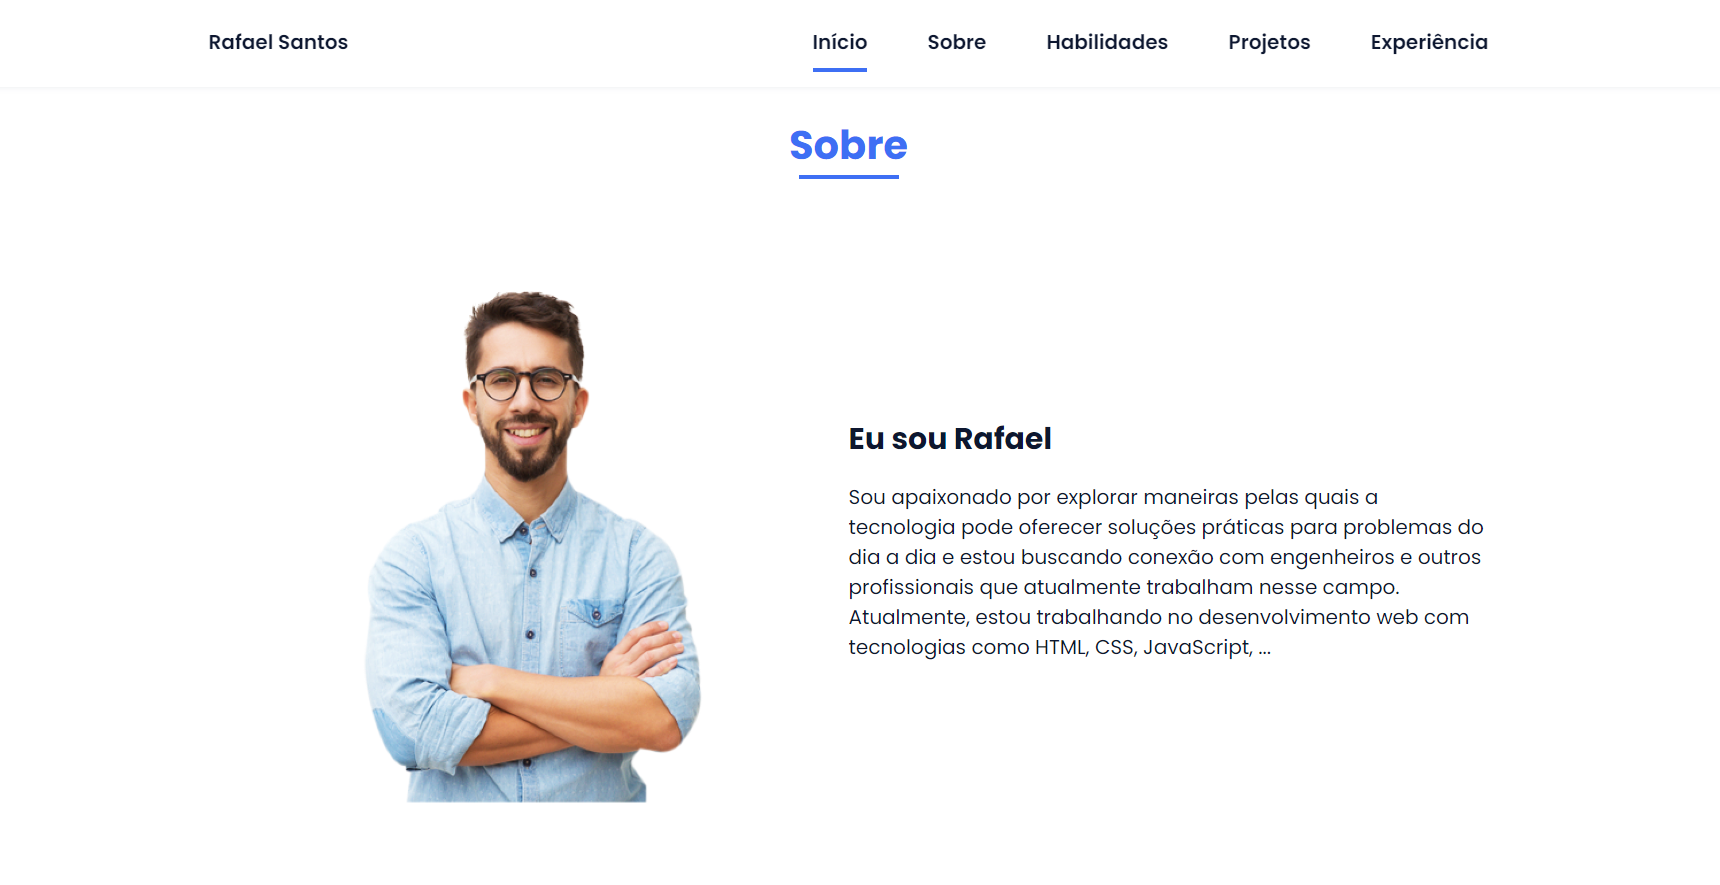 Rafael Santos
Início
Sobre
Habilidades
Projetos
Experiência
Sobre
Eu sou Rafael
Sou apaixonado por explorar maneiras pelas quais a
tecnologia pode oferecer soluções práticas para problemas do
dia a dia e estou buscando conexão com engenheiros e outros
profissionais que atualmente trabalham nesse campo.
Atualmente, estou trabalhando no desenvolvimento web com
tecnologias como HTML, CSS, JavaScript, ...